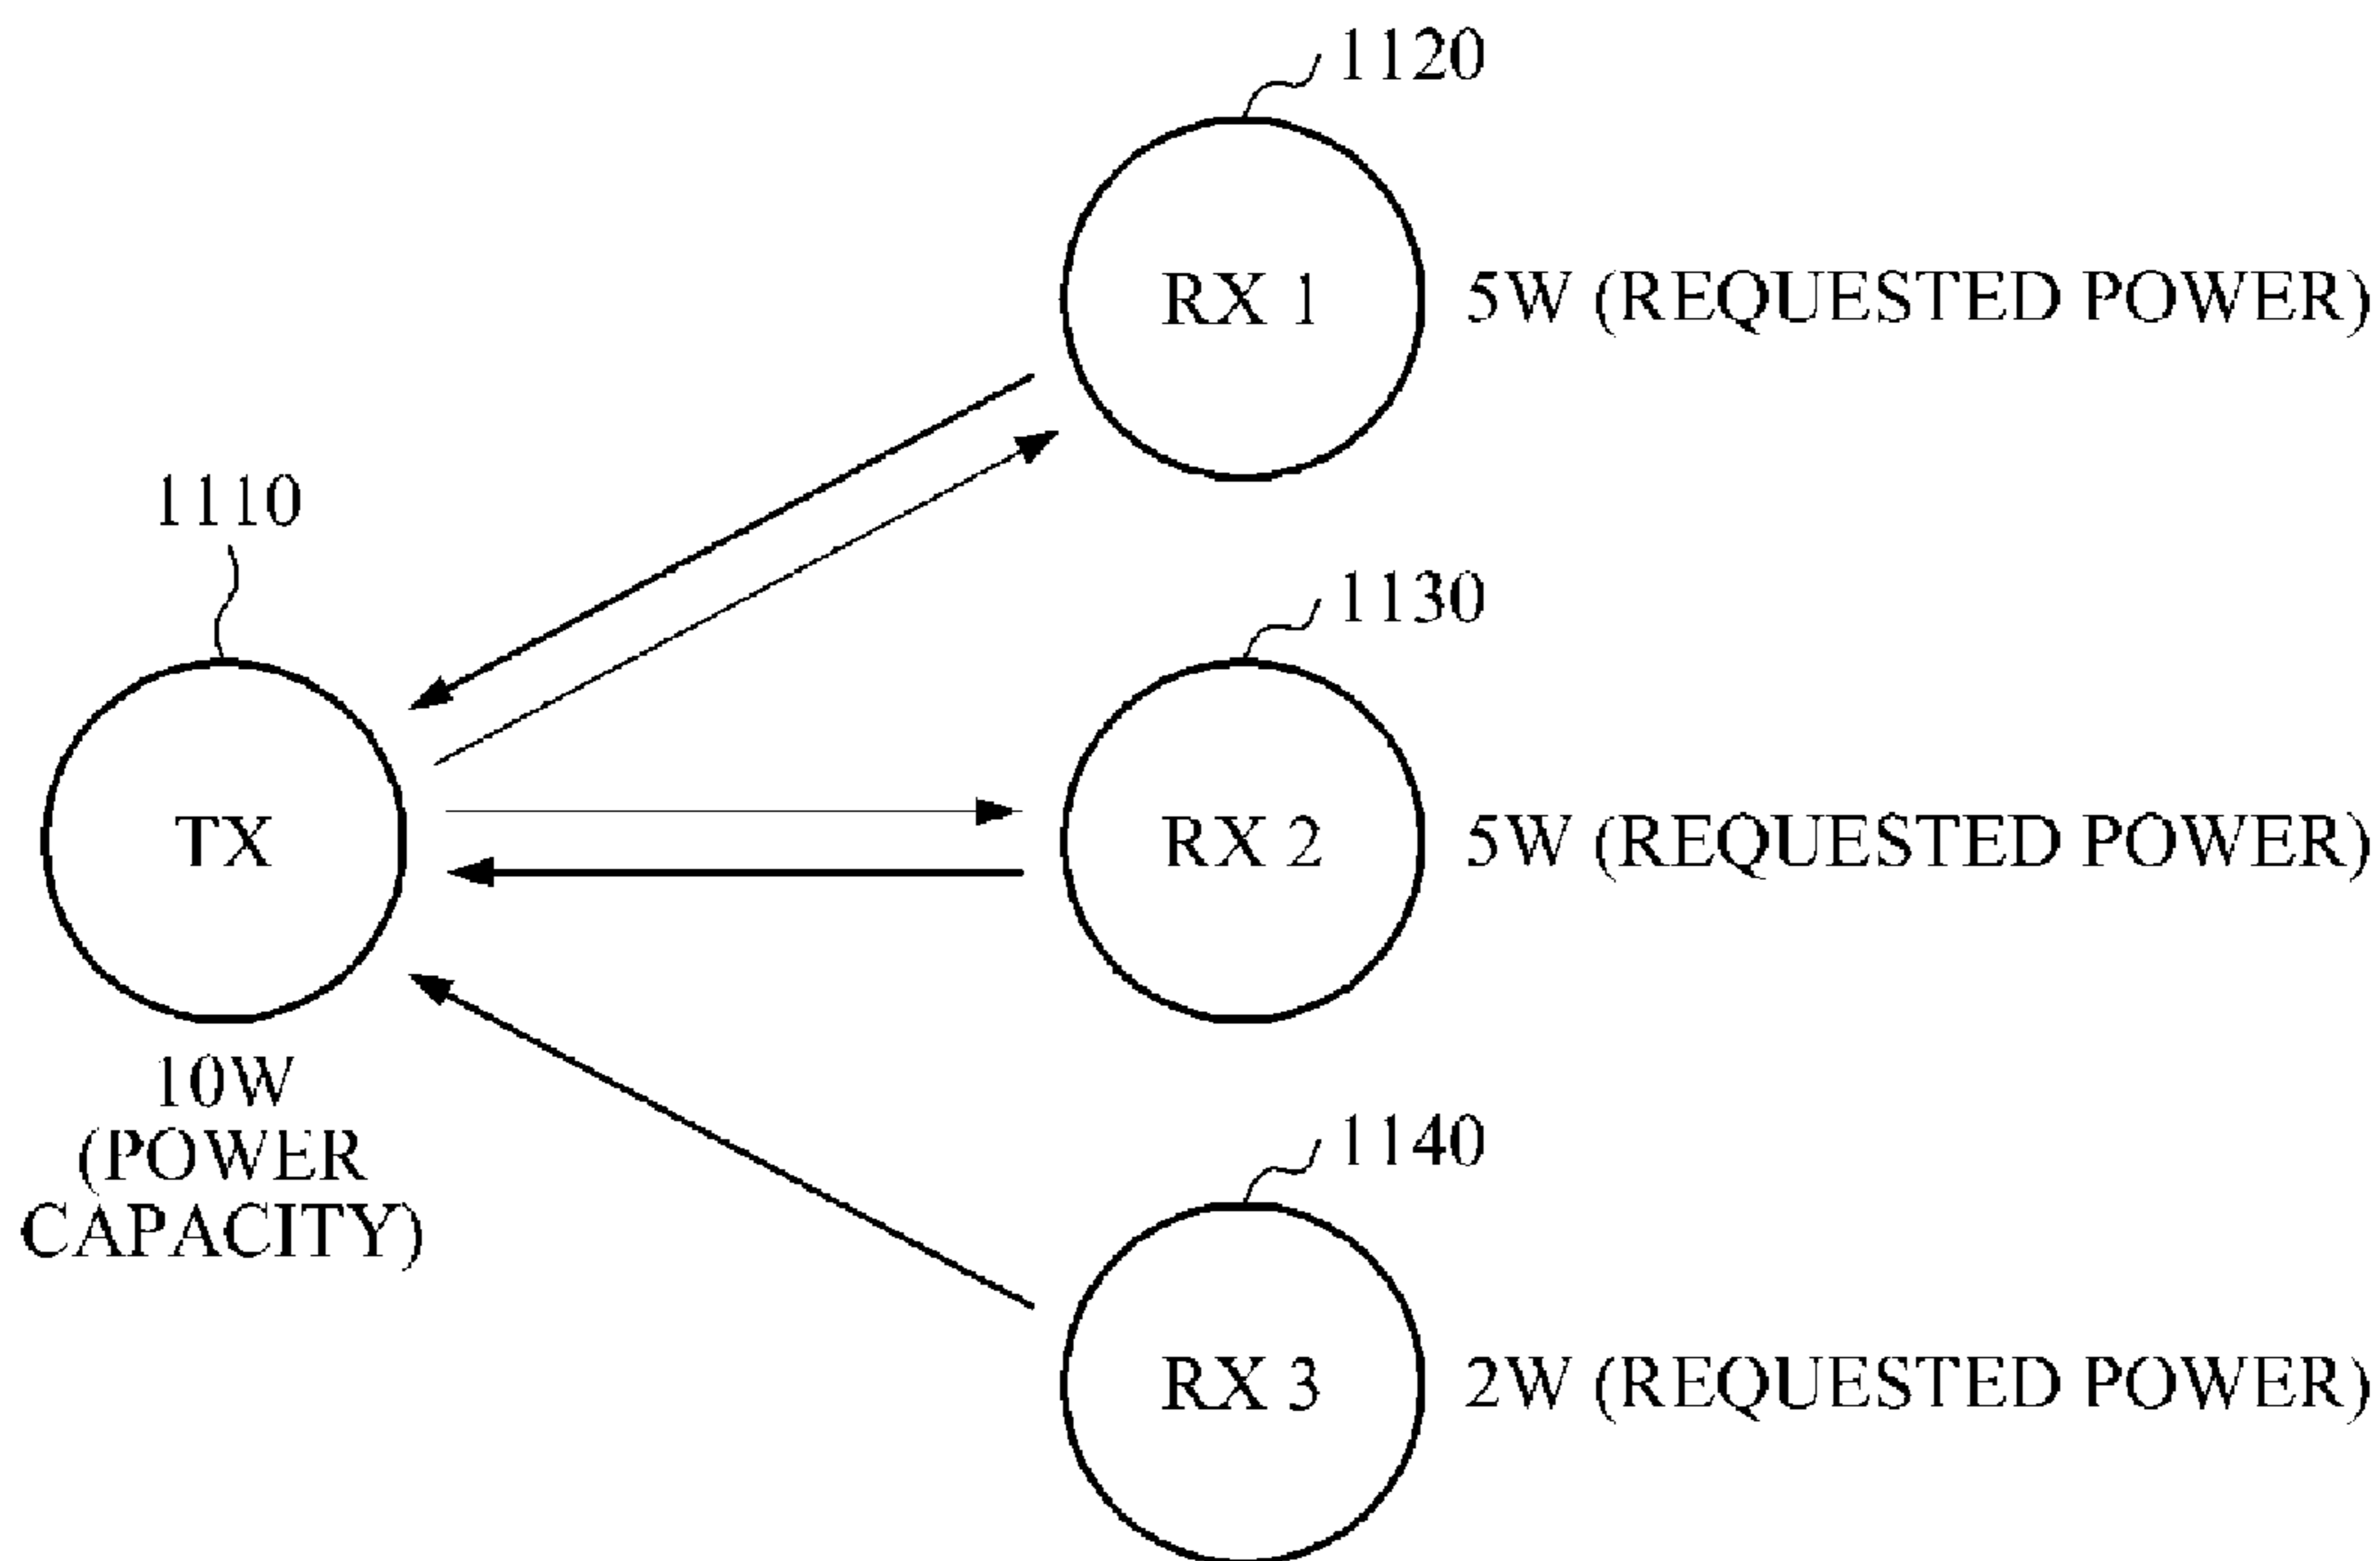 1120
RX 1
5W (REQUESTED POWER)
1110
1130
TX
RX 2
5W (REQUESTED POWER)
10W
(POWER
CAPACITY)
1140
RX 3
2W (REQUESTED POWER)